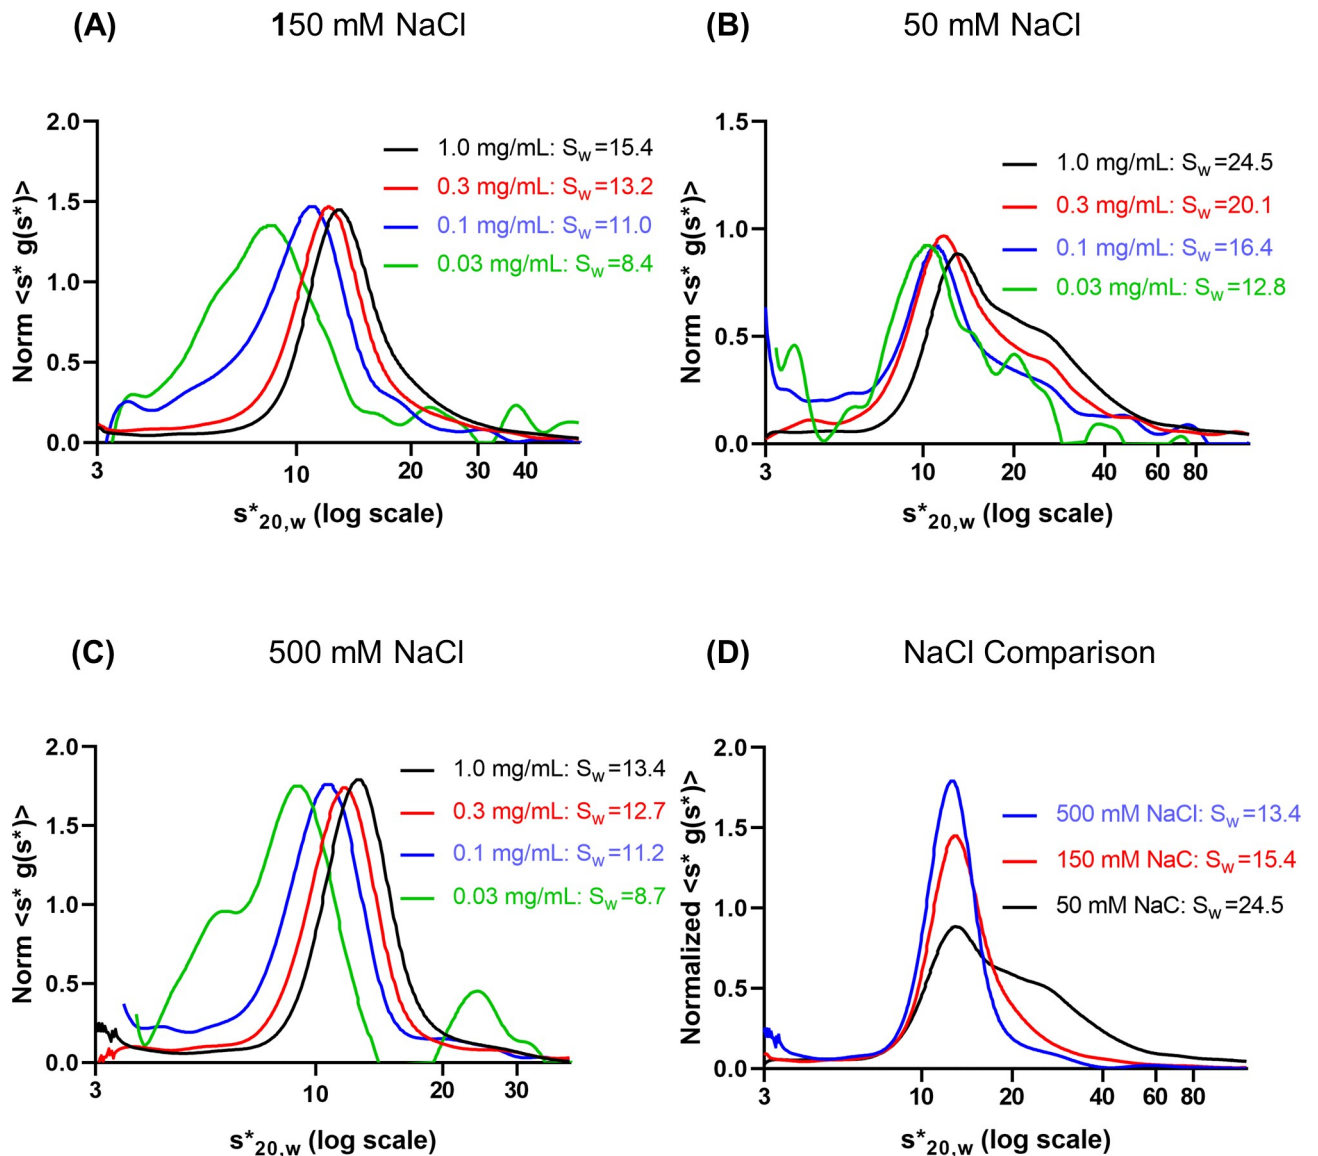 (A) 150 mM NaCl
2.0
1.5
1.0
0.5
0.0
Norm <s* g(s*)>
1.0 mg/mL: Sw=15.4
0.3 mg/mL: Sw=13.2
0.1 mg/mL: Sw=11.0
0.03 mg/mL: Sw=8.4
3 10 20 30 40
s*20,w (log scale)
(B) 50 mM NaCl
1.5
1.0
0.5
0.0
Norm <s* g(s*)>
1.0 mg/mL: Sw=24.5
0.3 mg/mL: Sw=20.1
0.1 mg/mL: Sw=16.4
0.03 mg/mL: Sw=12.8
3 10 20 40 60 80
s*20,w (log scale)
(C) 500 mM NaCl
2.0
1.5
1.0
0.5
0.0
Norm <s* g(s*)>
1.0 mg/mL: Sw=13.4
0.3 mg/mL: Sw=12.7
0.1 mg/mL: Sw=11.2
0.03 mg/mL: Sw=8.7
3 10 20 30
s*20,w (log scale)
(D) NaCl Comparison
2.0
1.5
1.0
0.5
0.0
Normalized <s* g(s*)>
500 mM NaCl: Sw=13.4
150 mM NaC: Sw=15.4
50 mM NaC: Sw=24.5
3 10 20 40 60 80
s*20,w (log scale)